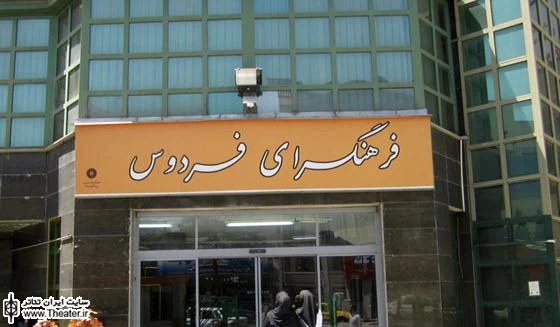 فرهنگسرای فردوس
سایت ایران تئاتر
www.Theater.ir